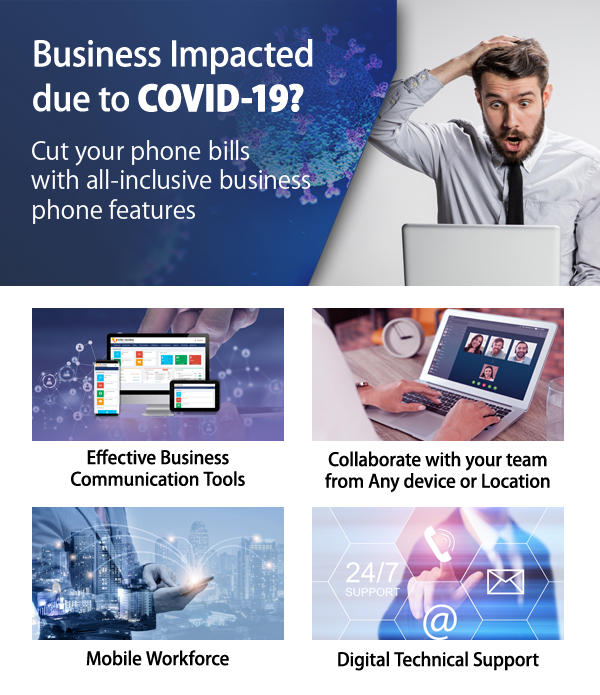 Business Impacted
due to COVID-19?
Cut your phone bills
with all-inclusive business
phone features
Effective Business
Communication Tools
Collaborate with your team
from Any device or Location
24/7
SUPPORT
@
Mobile Workforce
Digital Technical Support